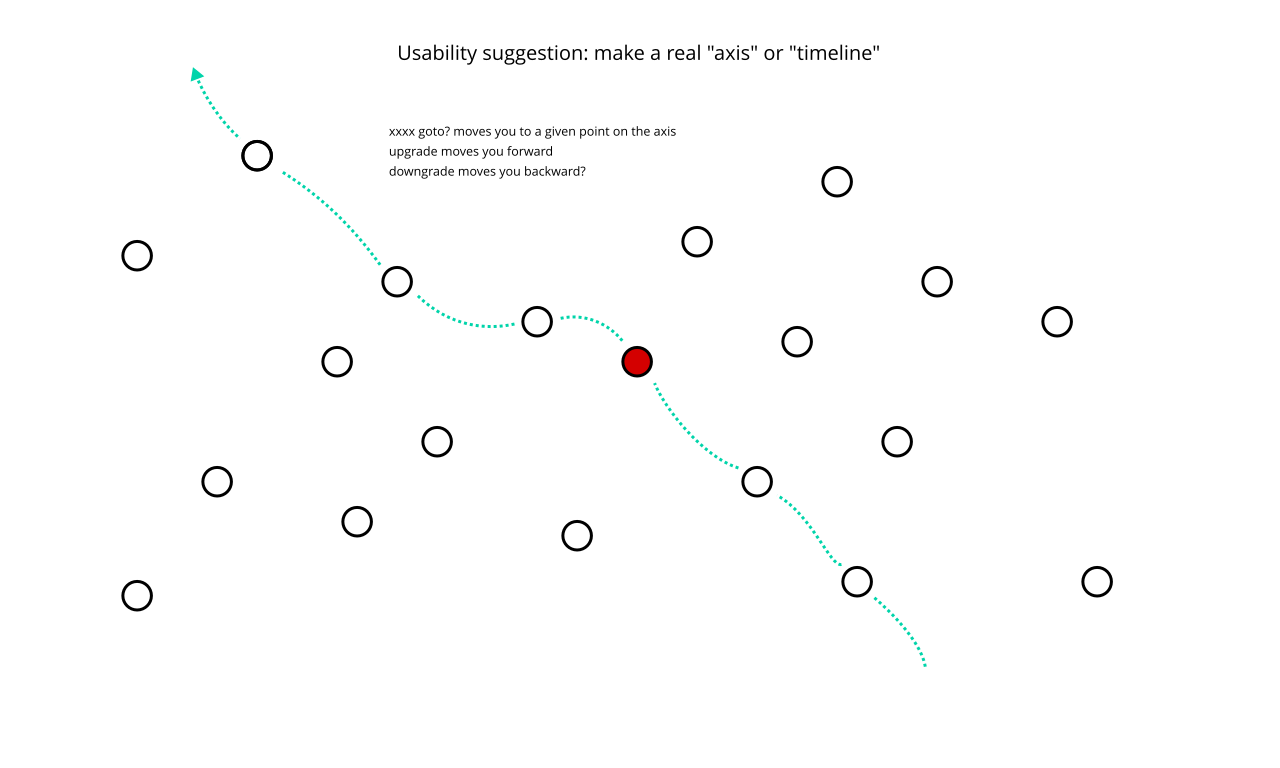 Usability suggestion: make a real "axis" or "timeline"
xxxx goto? moves you to a given point on the axis
upgrade moves you forward
downgrade moves you backward?